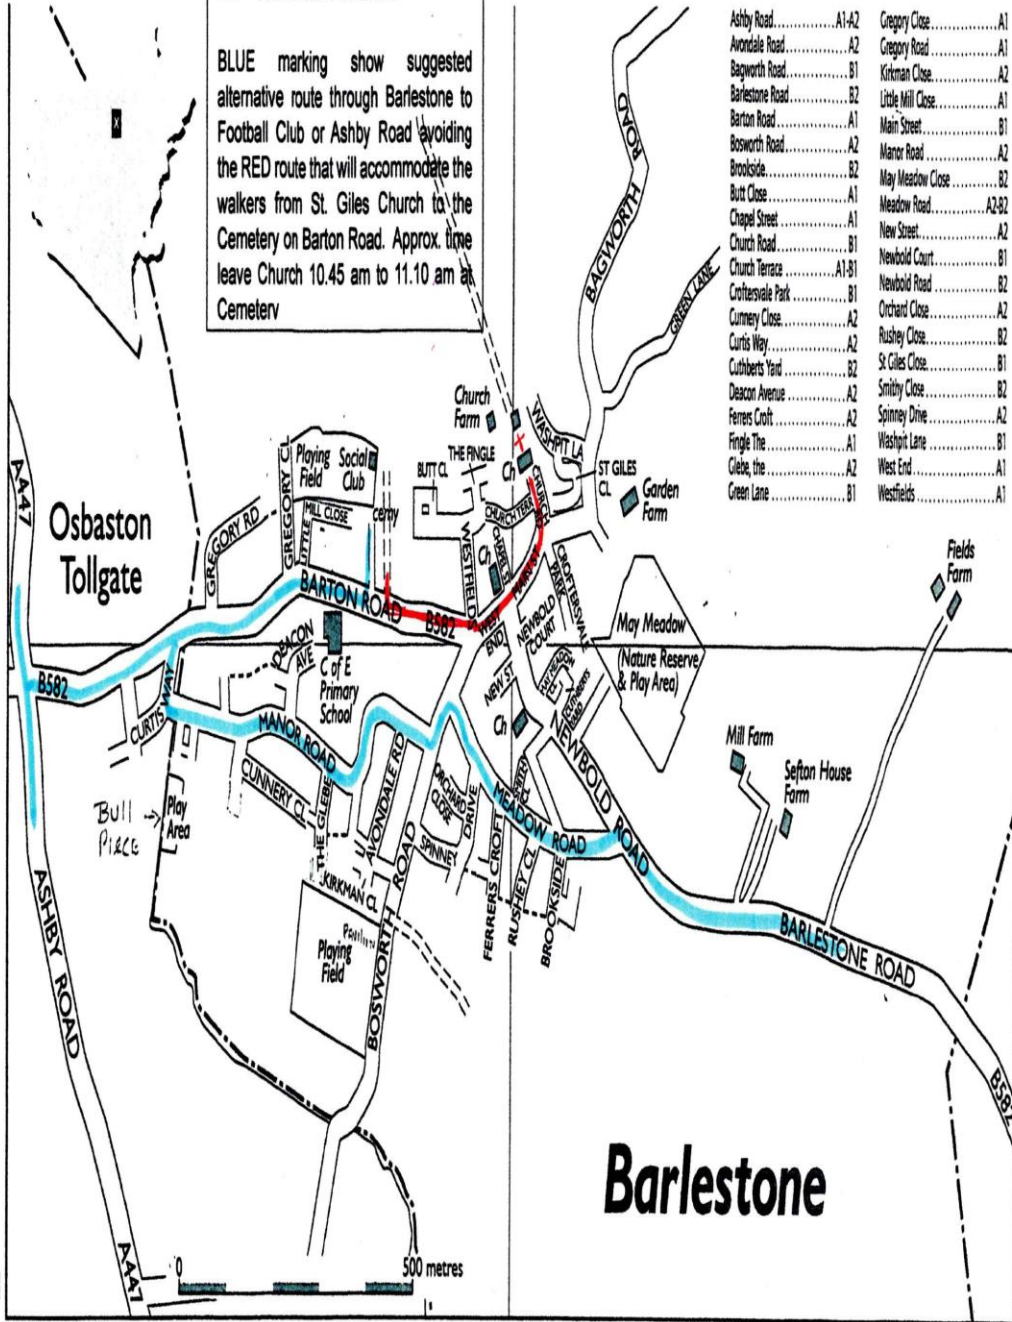 BLUE marking show suggested
alternative route through Barlestone to
Football Club or Ashby Road avoiding
the RED route that will accommodate the
walkers from St. Giles Church to the
Cemetery on Barton Road. Approx. time
leave Church 10.45 am to 11.10 am at
Cemetery
Ashby Road A1-A2
Avondale Road A2
Bagworth Road B1
Barlestone Road B2
Barton Road A1
Bosworth Road A2
Brookside B2
Butt Close A1
Chapel Street A1
Church Road B1
Church Terrace A1-B1
Croftersvale Park B1
Cunnery Close A2
Curtis Way A2
Cuthberts Yard B2
Deacon Avenue A2
Ferrers Croft A2
Fingle The A1
Glebe, the A2
Green Lane B1
Gregory Close A1
Gregory Road A1
Kirkman Close A2
Little Mill Close A1
Main Street B1
Manor Road A2
May Meadow Close B2
Meadow Road A2-B2
New Street A2
Newbold Court B1
Newbold Road B2
Orchard Close A2
Rushey Close B2
St Giles Close B1
Smithy Close B2
Spinney Drive A2
Washpit Lane B1
West End A1
Westfields A1
BAGWORTH ROAD
GREEN LANE
Church
Farm
WASHPIT LA
THE FINGLE
BUTT CL
Ch
ST GILES
CL
Garden
Farm
CHURCH RD
CHURCH TERR
Playing
Field
Social
Club
GREGORY CL
LITTLE MILL CLOSE
GREGORY RD
A447
Osbaston
Tollgate
WESTFIELDS
CHAPEL ST
Ch
MAIN ST
CROFTERSVALE
PARK
Fields
Farm
BARTON ROAD
B582
WEST
END
NEWBOLD
COURT
May Meadow
(Nature Reserve
& Play Area)
DEACON
AVE
C of E
Primary
School
B582
CURTIS WAY
NEW ST
MAY MEADOW
CL
CUTHBERTS
YARD
Ch
NEWBOLD ROAD
MANOR ROAD
Mill Farm
Sefton House
Farm
BULL
PIECE
Play
Area
CUNNERY CL
THE GLEBE
AVONDALE RD
ORCHARD
CLOSE
SPINNEY DRIVE
MEADOW ROAD
FERRERS CROFT
RUSHEY CL
BROOKSIDE
KIRKMAN CL
Playing
Field
BOSWORTH ROAD
BARLESTONE ROAD
ASHBY ROAD
B582
Barlestone
A447
0 500 metres